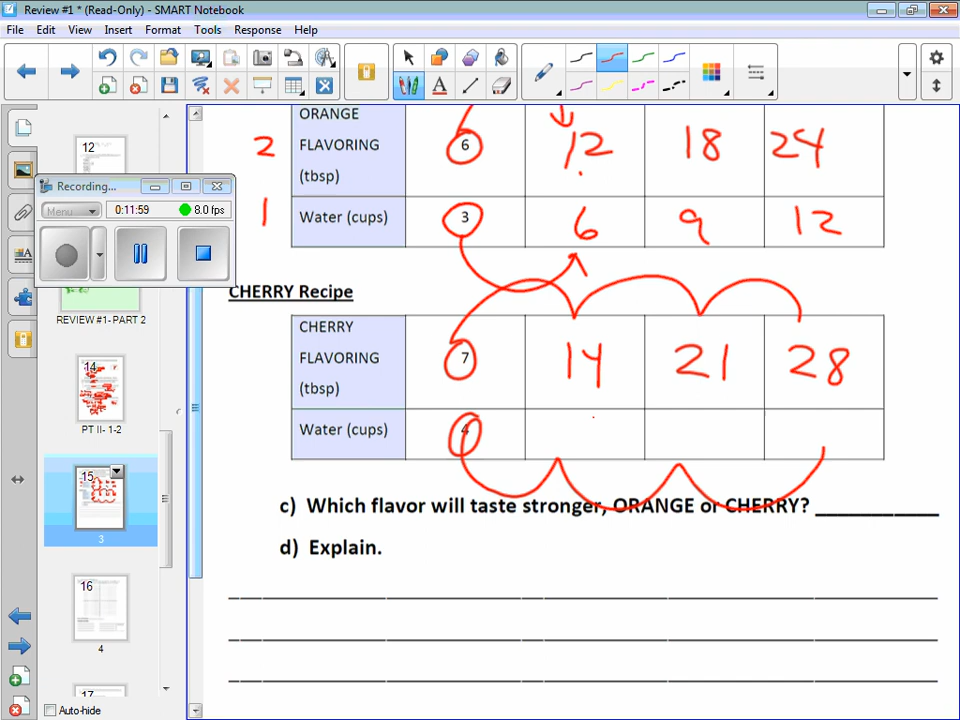 Review #1 * (Read-Only) - SMART Notebook
File Edit View Insert Format Tools Response Help
12
Recording...
Menu 0:11:59 8.0 fps
REVIEW #1- PART 2
14
PT II- 1-2
15
3
16
4
17
Auto-hide
2 ORANGE FLAVORING (tbsp) 6 12 18 24
1 Water (cups) 3 6 9 12
CHERRY Recipe
CHERRY FLAVORING (tbsp) 7 14 21 28
Water (cups) 4
c) Which flavor will taste stronger, ORANGE or CHERRY? ___________
d) Explain.